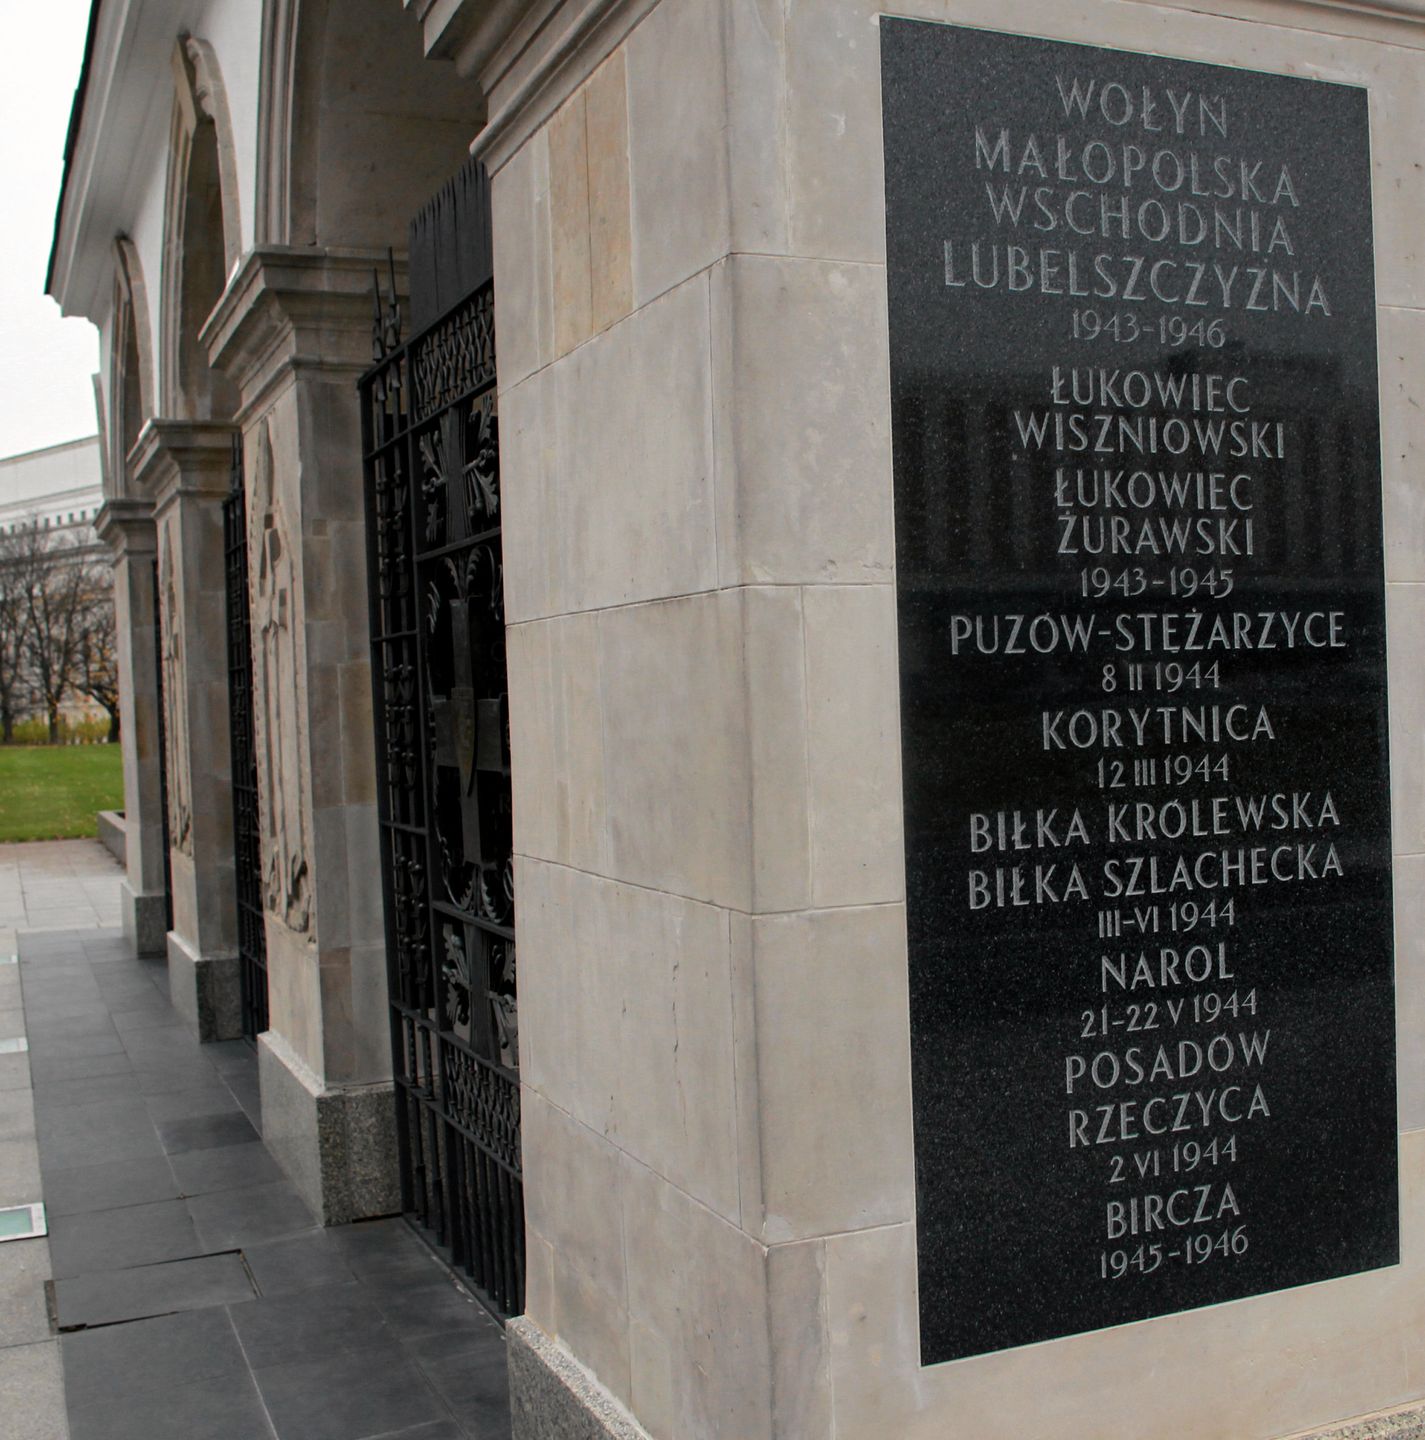 WOŁYŃ
MAŁOPOLSKA
WSCHODNIA
LUBELSZCZYŻNA
1943-1946
ŁUKOWIEC
WISZNIOWSKI
ŁUKOWIEC
ŻURAWSKI
1943-1945
PUZÓW-STĘŻARZYCE
8 II 1944
KORYTNICA
12 III 1944
BIŁKA KRÓLEWSKA
BIŁKA SZLACHECKA
III-VI 1944
NAROL
21-22 V 1944
POSADÓW
RZECZYCA
2 VI 1944
BIRCZA
1945-1946